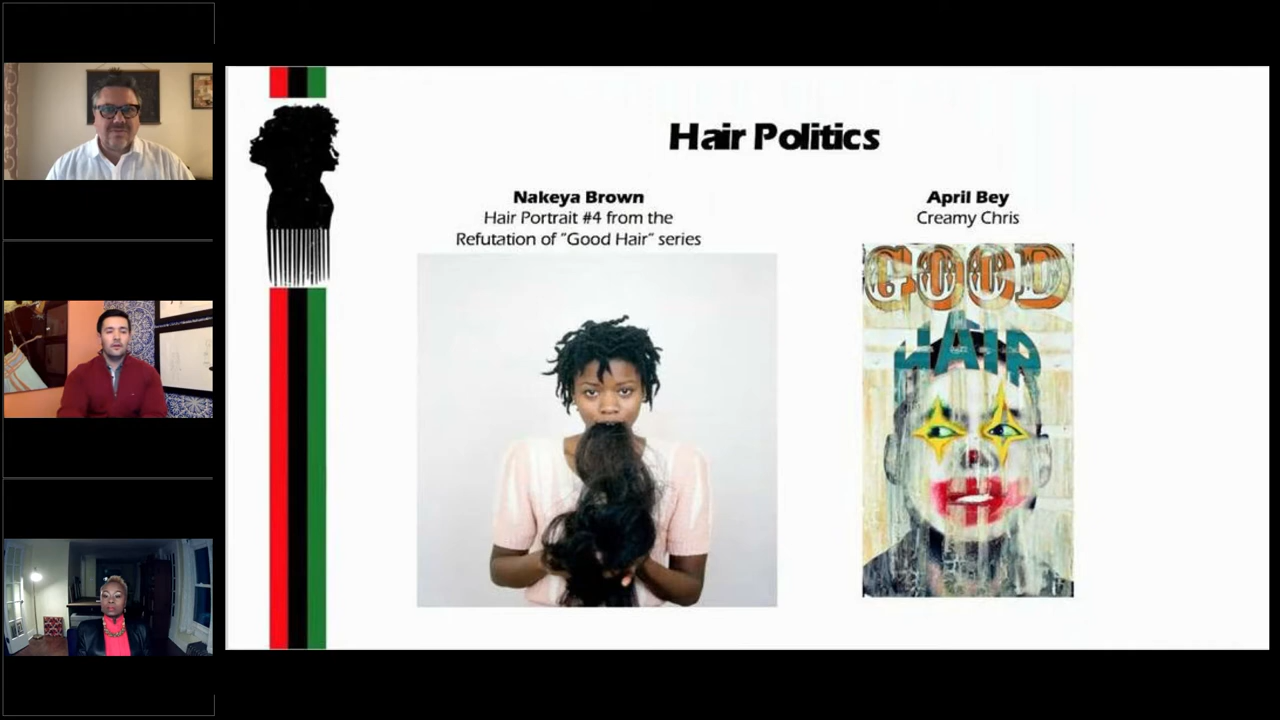 Hair Politics
Nakeya Brown
Hair Portrait #4 from the
Refutation of “Good Hair” series
April Bey
Creamy Chris
GOOD
HAIR